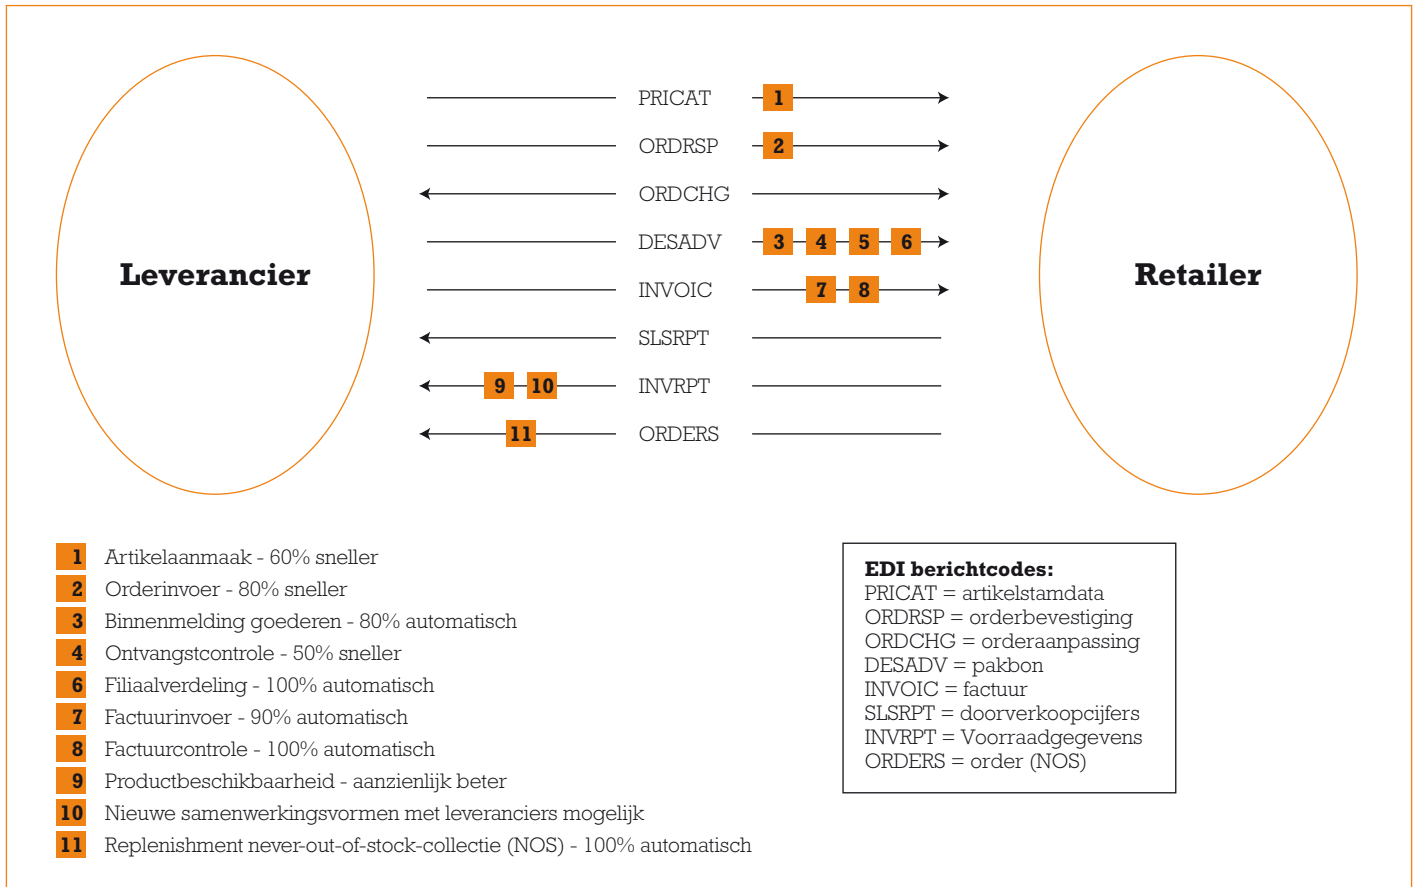 Leverancier
Retailer
PRICAT 1
ORDRSP 2
ORDCHG
DESADV 3 4 5 6
INVOIC 7 8
SLSRPT
9 10 INVRPT
11 ORDERS
1 Artikelaanmaak - 60% sneller
2 Orderinvoer - 80% sneller
3 Binnenmelding goederen - 80% automatisch
4 Ontvangstcontrole - 50% sneller
6 Filiaalverdeling - 100% automatisch
7 Factuurinvoer - 90% automatisch
8 Factuurcontrole - 100% automatisch
9 Productbeschikbaarheid - aanzienlijk beter
10 Nieuwe samenwerkingsvormen met leveranciers mogelijk
11 Replenishment never-out-of-stock-collectie (NOS) - 100% automatisch
EDI berichtcodes:
PRICAT = artikelstamdata
ORDRSP = orderbevestiging
ORDCHG = orderaanpassing
DESADV = pakbon
INVOIC = factuur
SLSRPT = doorverkoopcijfers
INVRPT = Voorraadgegevens
ORDERS = order (NOS)